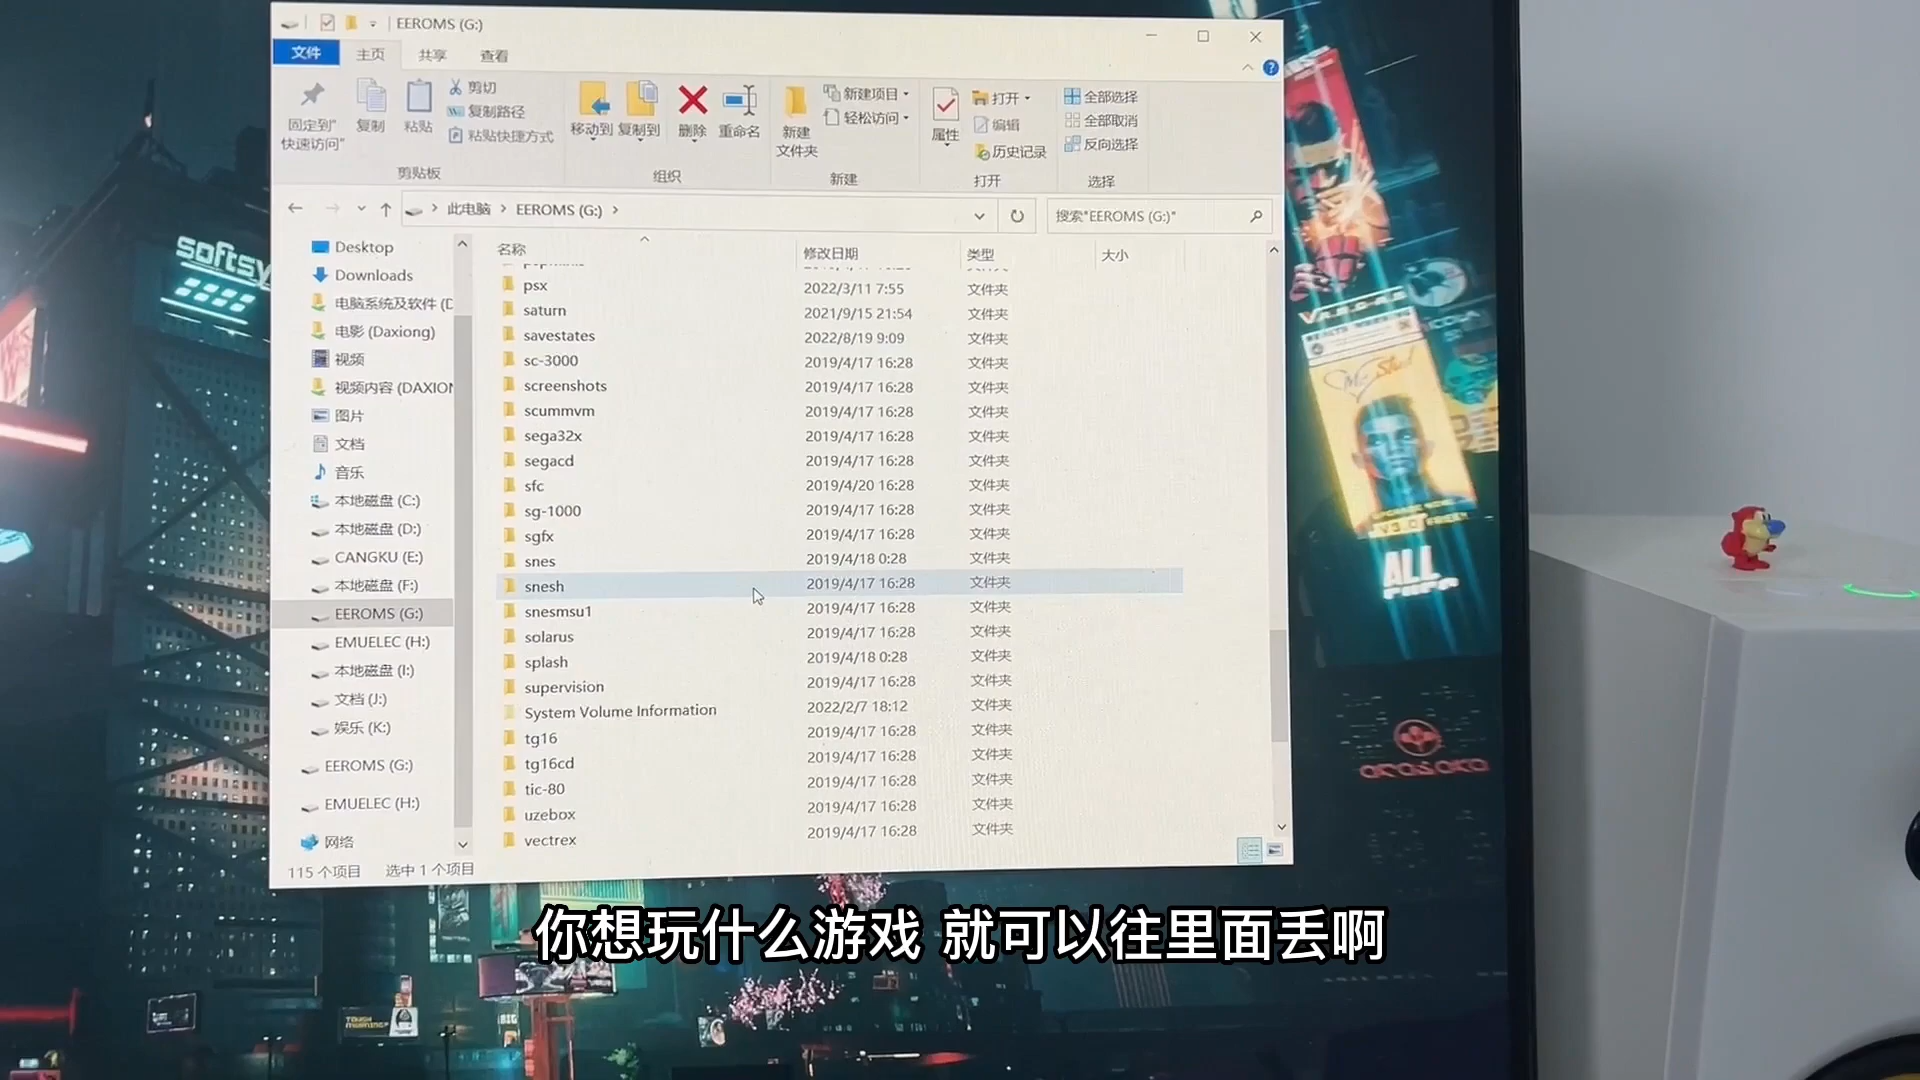 EEROMS (G:)
文件 主页 共享 查看
固定到"快速访问"
复制
粘贴
剪切
复制路径
粘贴快捷方式
剪贴板
移动到 复制到 删除 重命名
组织
新建文件夹
新建项目
轻松访问
新建
属性
打开
编辑
历史记录
打开
全部选择
全部取消
反向选择
选择
此电脑 > EEROMS (G:) >
搜索"EEROMS (G:)"
Desktop
Downloads
电脑系统及软件 (D
电影 (Daxiong)
视频
视频内容 (DAXION
图片
文档
音乐
本地磁盘 (C:)
本地磁盘 (D:)
CANGKU (E:)
本地磁盘 (F:)
EEROMS (G:)
EMUELEC (H:)
本地磁盘 (I:)
文档 (J:)
娱乐 (K:)
EEROMS (G:)
EMUELEC (H:)
网络
名称 修改日期 类型 大小
psx 2022/3/11 7:55 文件夹
saturn 2021/9/15 21:54 文件夹
savestates 2022/8/19 9:09 文件夹
sc-3000 2019/4/17 16:28 文件夹
screenshots 2019/4/17 16:28 文件夹
scummvm 2019/4/17 16:28 文件夹
sega32x 2019/4/17 16:28 文件夹
segacd 2019/4/17 16:28 文件夹
sfc 2019/4/20 16:28 文件夹
sg-1000 2019/4/17 16:28 文件夹
sgfx 2019/4/17 16:28 文件夹
snes 2019/4/18 0:28 文件夹
snesh 2019/4/17 16:28 文件夹
snesmsu1 2019/4/17 16:28 文件夹
solarus 2019/4/17 16:28 文件夹
splash 2019/4/18 0:28 文件夹
supervision 2019/4/17 16:28 文件夹
System Volume Information 2022/2/7 18:12 文件夹
tg16 2019/4/17 16:28 文件夹
tg16cd 2019/4/17 16:28 文件夹
tic-80 2019/4/17 16:28 文件夹
uzebox 2019/4/17 16:28 文件夹
vectrex 2019/4/17 16:28 文件夹
115 个项目 选中 1 个项目
softsy
ALL
arasaka
你想玩什么游戏 就可以往里面丢啊